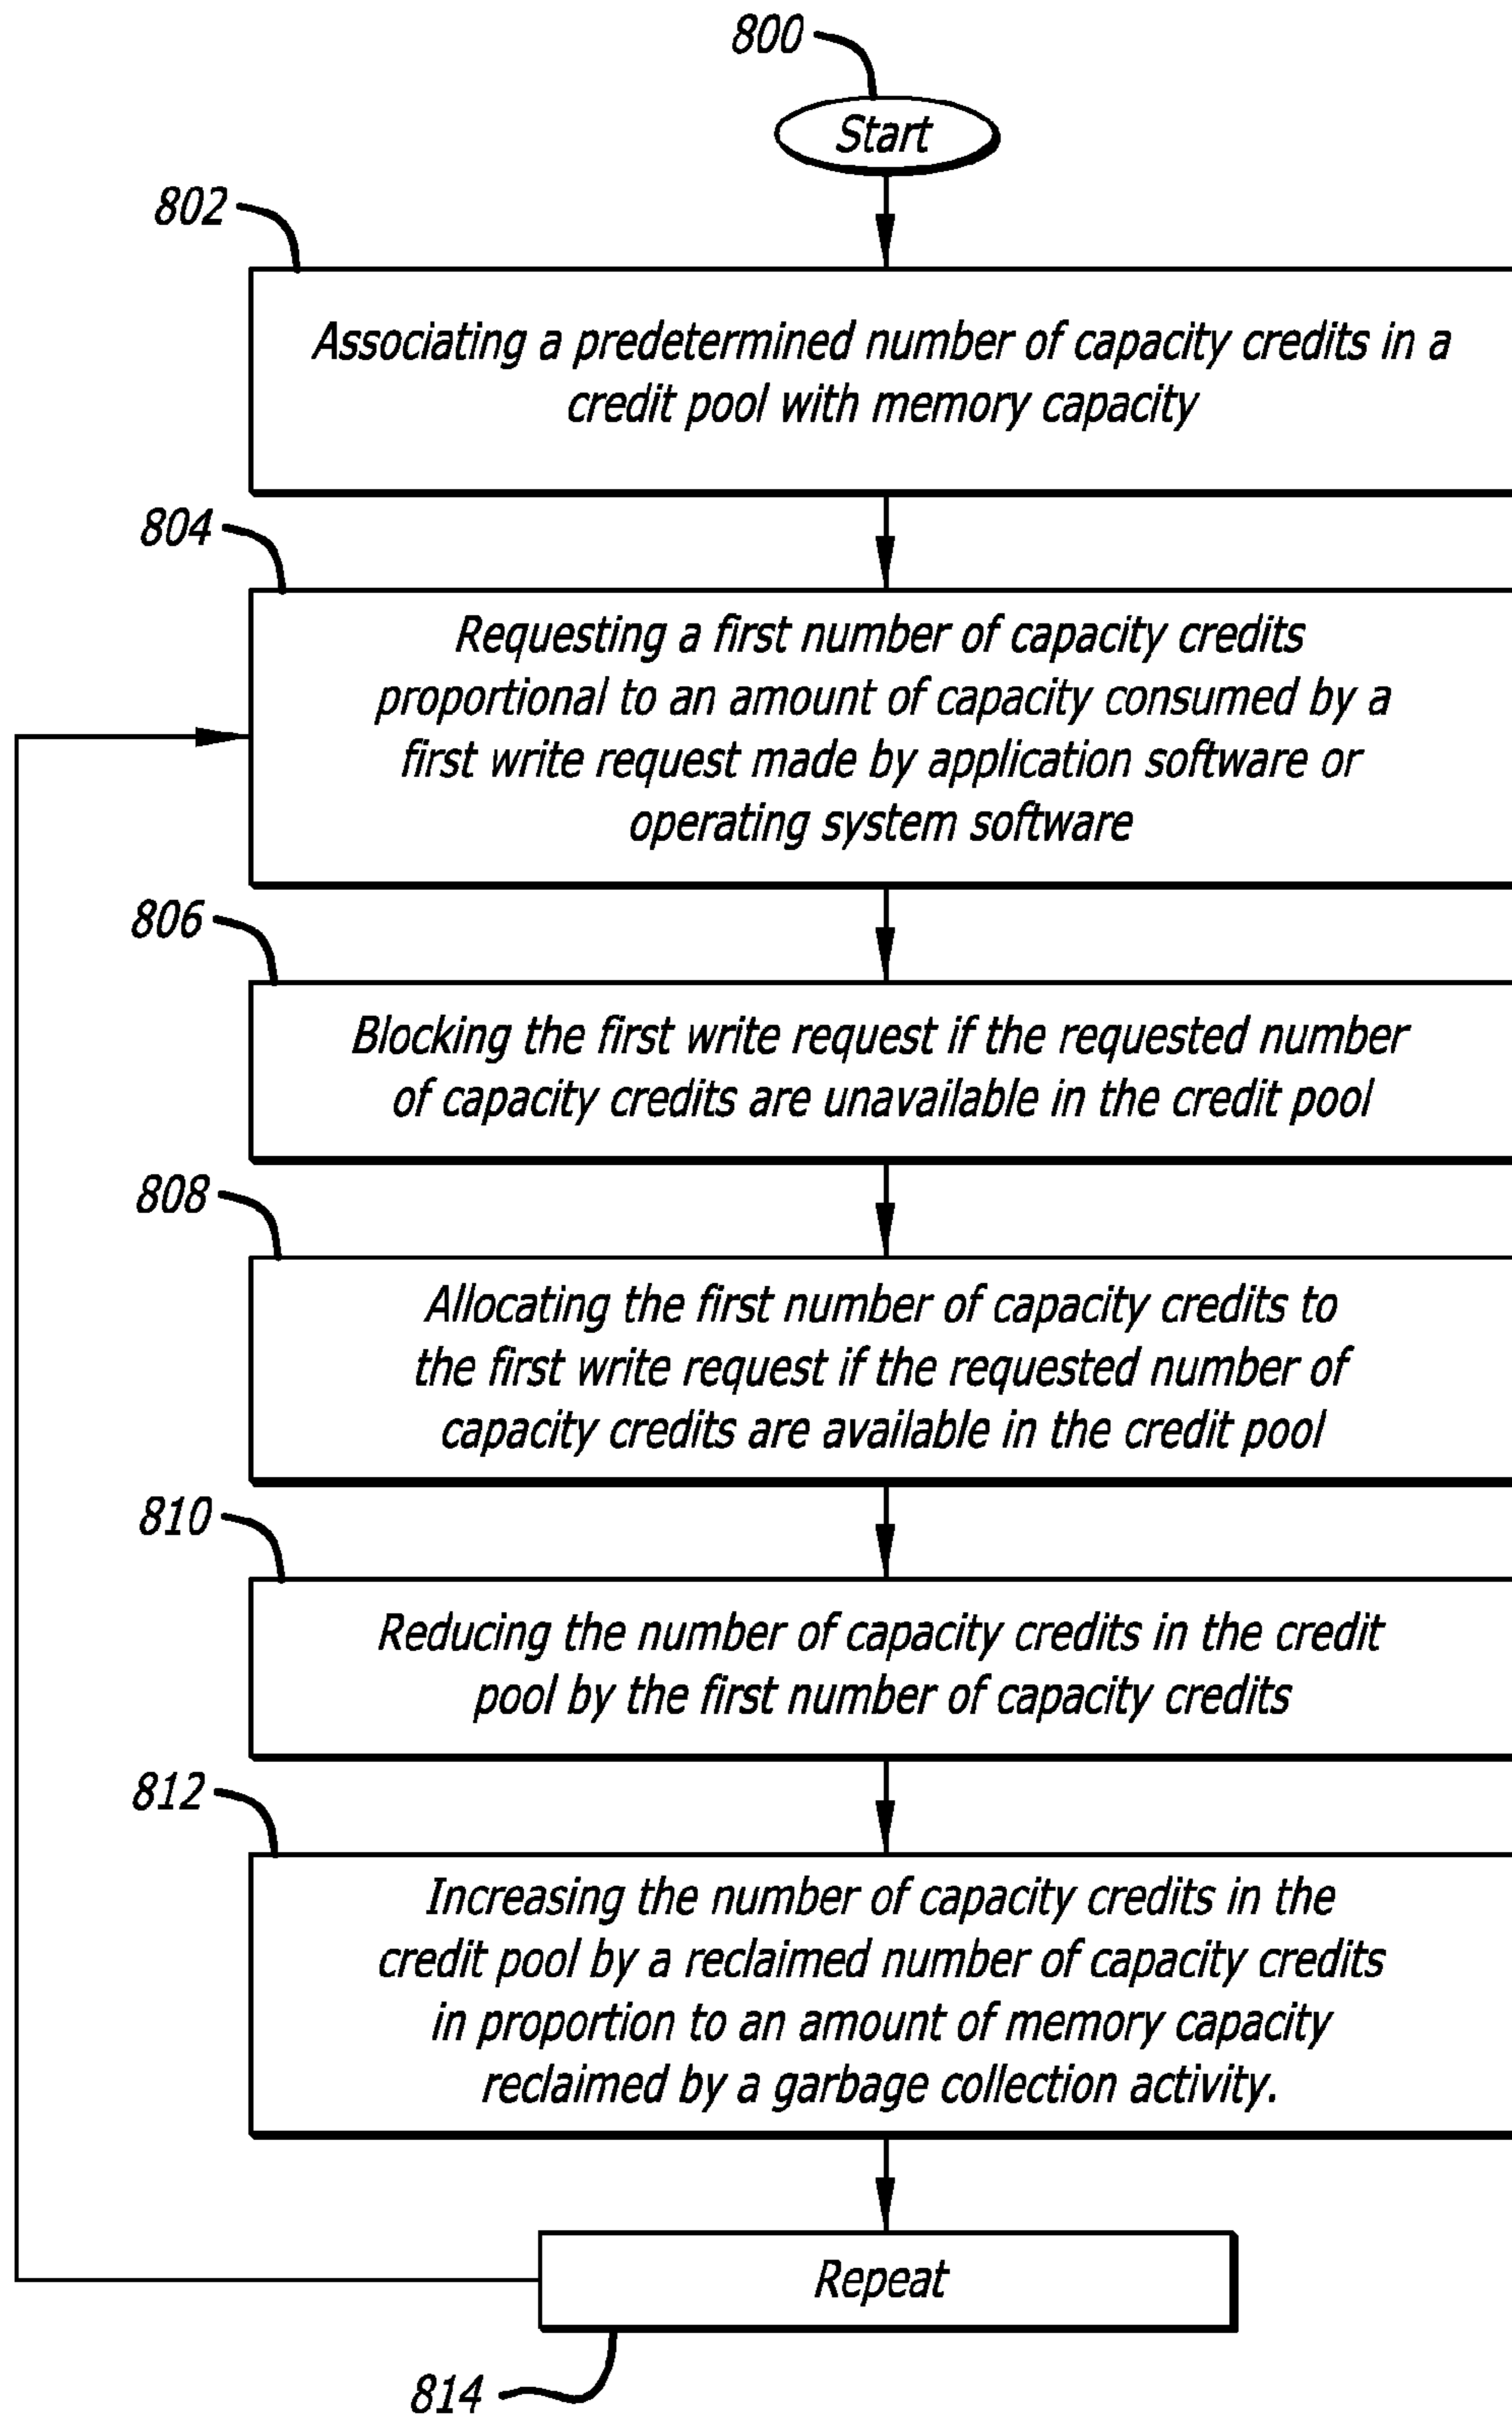 800
Start
802
Associating a predetermined number of capacity credits in a
credit pool with memory capacity
804
Requesting a first number of capacity credits
proportional to an amount of capacity consumed by a
first write request made by application software or
operating system software
806
Blocking the first write request if the requested number
of capacity credits are unavailable in the credit pool
808
Allocating the first number of capacity credits to
the first write request if the requested number of
capacity credits are available in the credit pool
810
Reducing the number of capacity credits in the credit
pool by the first number of capacity credits
812
Increasing the number of capacity credits in the
credit pool by a reclaimed number of capacity credits
in proportion to an amount of memory capacity
reclaimed by a garbage collection activity.
Repeat
814